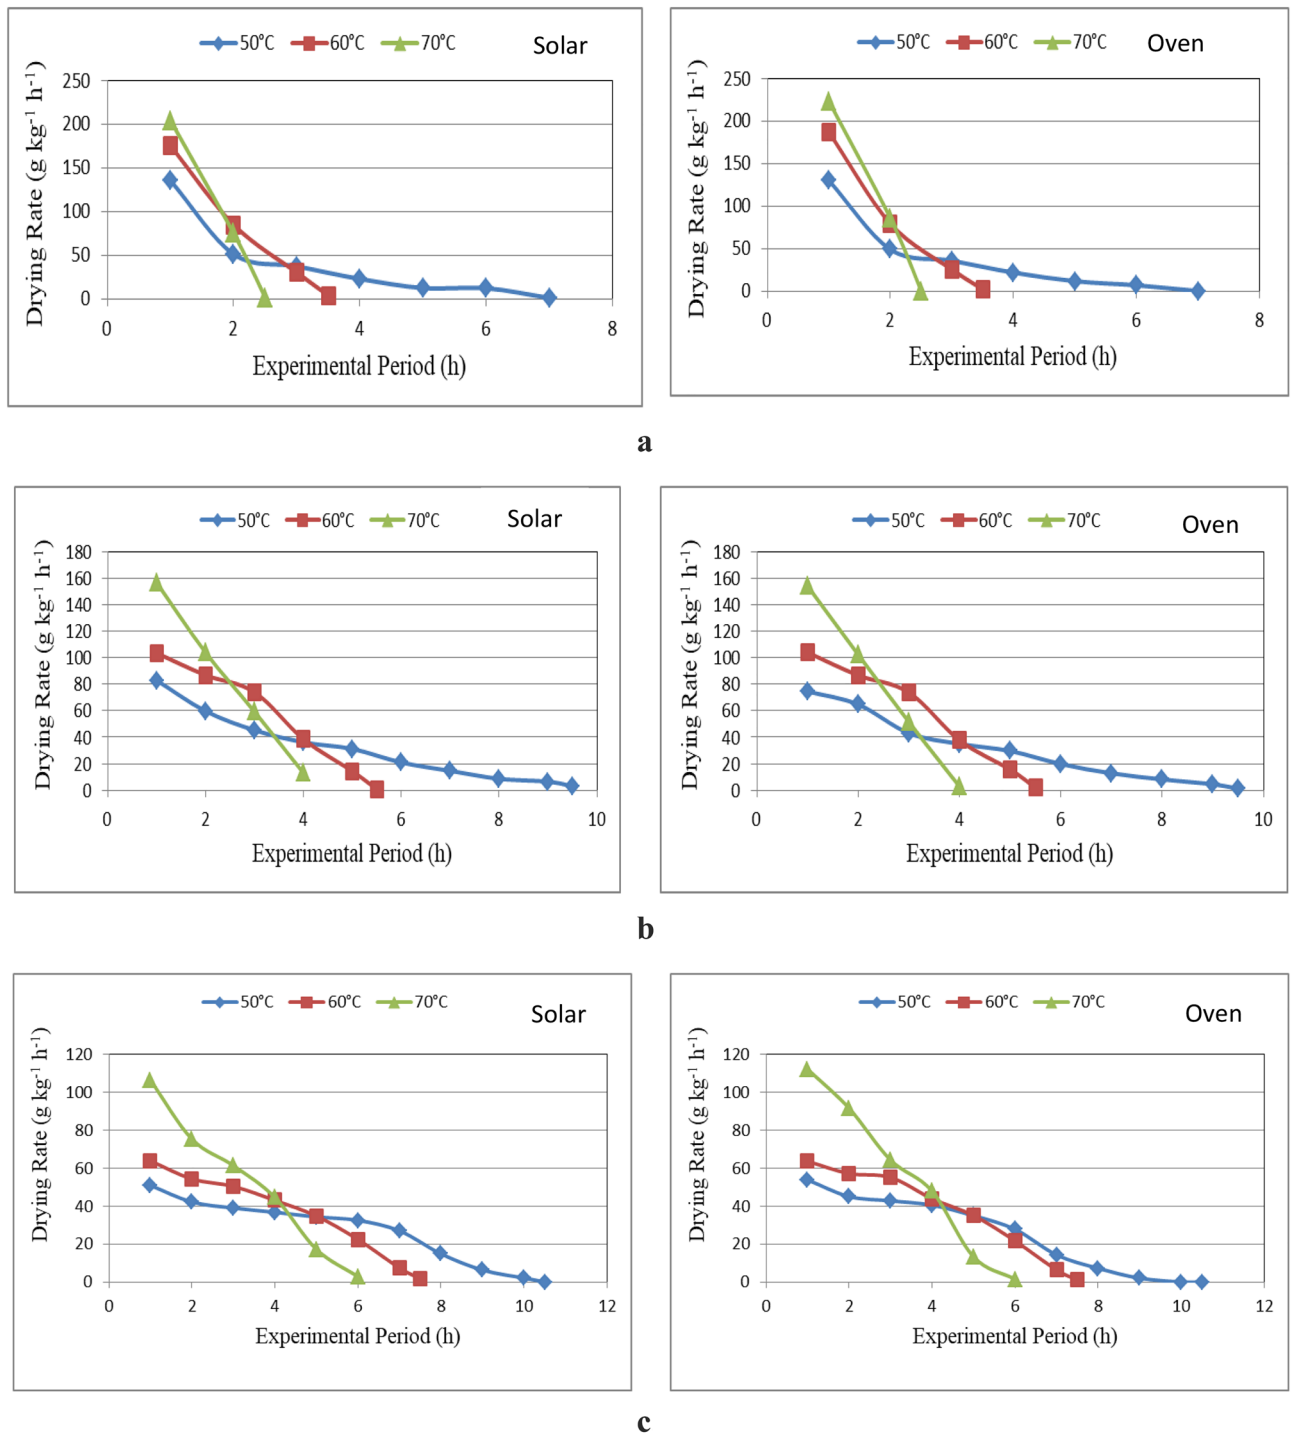 50°C 60°C 70°C Solar
Drying Rate (g kg-1 h-1)
250
200
150
100
50
0
0 2 4 6 8
Experimental Period (h)
50°C 60°C 70°C Oven
Drying Rate (g kg-1 h-1)
250
200
150
100
50
0
0 2 4 6 8
Experimental Period (h)
a
50°C 60°C 70°C Solar
Drying Rate (g kg-1 h-1)
180
160
140
120
100
80
60
40
20
0
0 2 4 6 8 10
Experimental Period (h)
50°C 60°C 70°C Oven
Drying Rate (g kg-1 h-1)
180
160
140
120
100
80
60
40
20
0
0 2 4 6 8 10
Experimental Period (h)
b
50°C 60°C 70°C Solar
Drying Rate (g kg-1 h-1)
120
100
80
60
40
20
0
0 2 4 6 8 10 12
Experimental Period (h)
50°C 60°C 70°C Oven
Drying Rate (g kg-1 h-1)
120
100
80
60
40
20
0
0 2 4 6 8 10 12
Experimental Period (h)
c